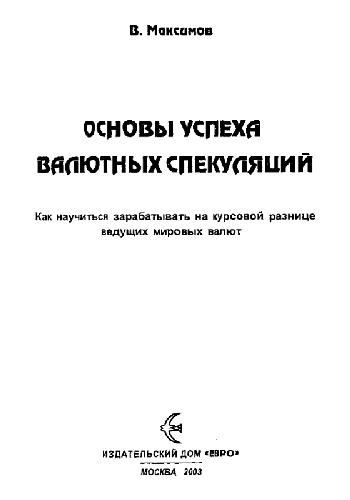 В. Максимов
ОСНОВЫ УСПЕХА
ВАЛЮТНЫХ СПЕКУЛЯЦИЙ
Как научиться зарабатывать на курсовой разнице
ведущих мировых валют
ИЗДАТЕЛЬСКИЙ ДОМ «ЕВРО»
МОСКВА, 2003